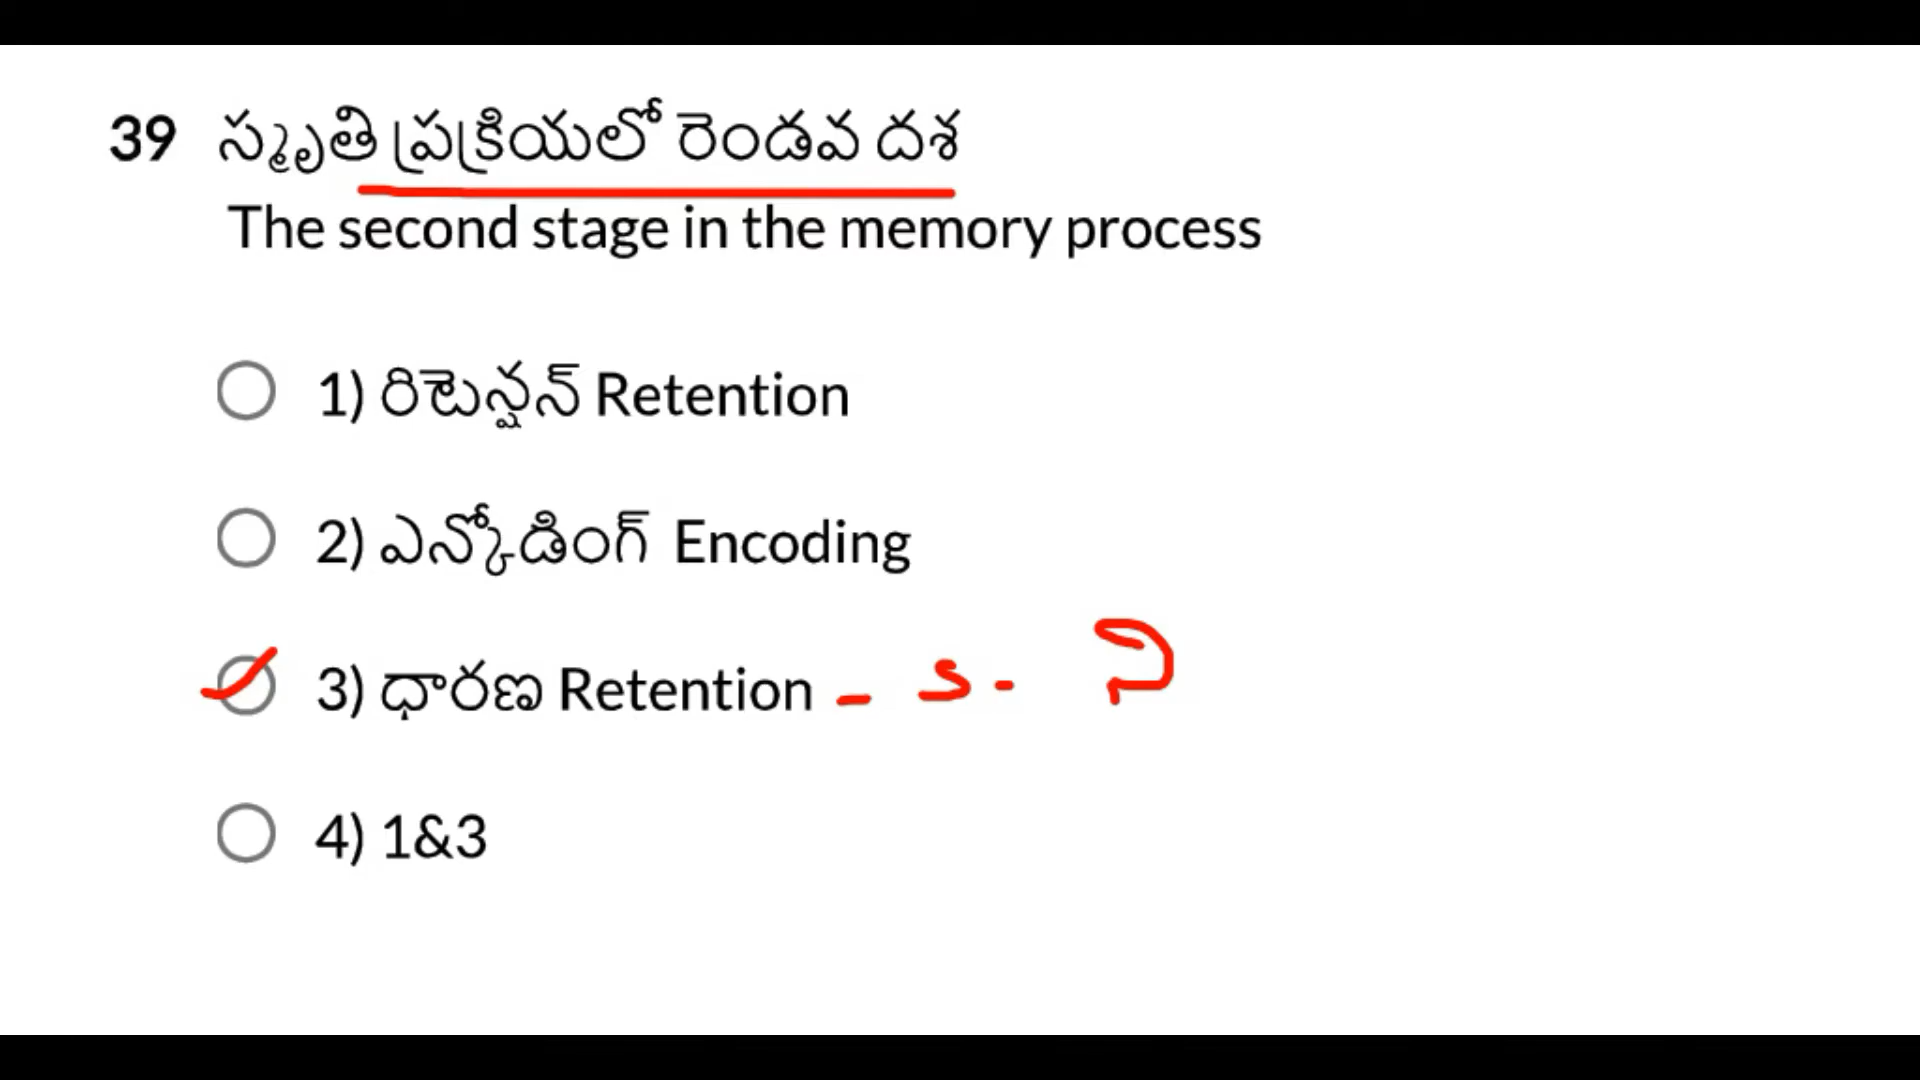 39 స్మృతి ప్రక్రియలో రెండవ దశ
The second stage in the memory process
1) రిటెన్షన్ Retention
2) ఎన్కోడింగ్ Encoding
3) ధారణ Retention
4) 1&3